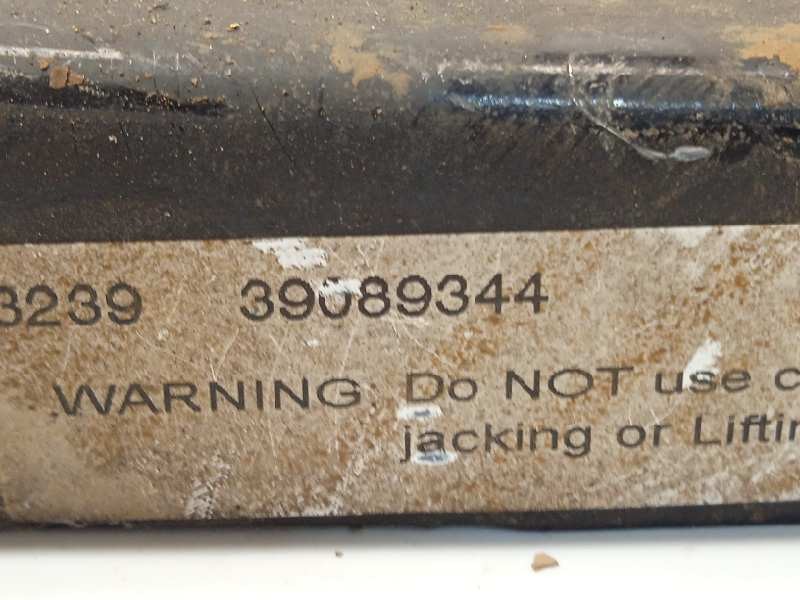 3239 39089344
WARNING: Do NOT use
jacking or